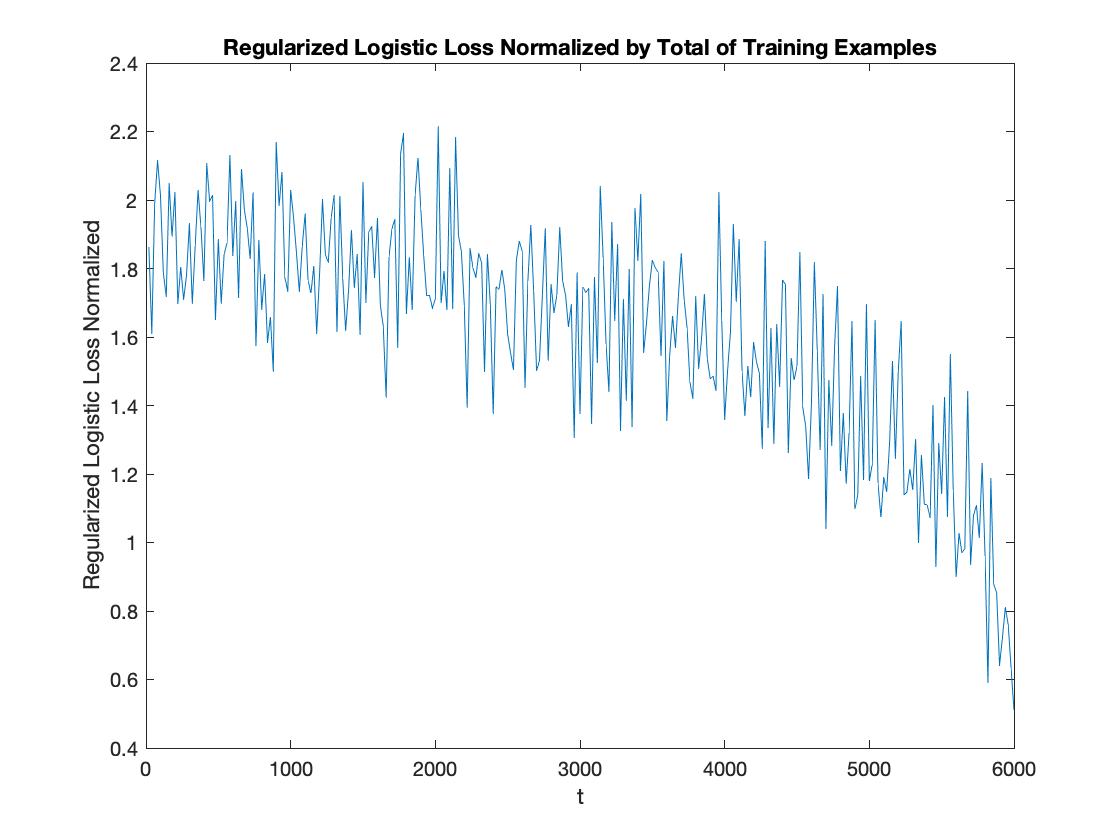 Regularized Logistic Loss Normalized by Total of Training Examples
2.4
2.2
2
1.8
1.6
1.4
1.2
1
0.8
0.6
0.4
Regularized Logistic Loss Normalized
0 1000 2000 3000 4000 5000 6000
t